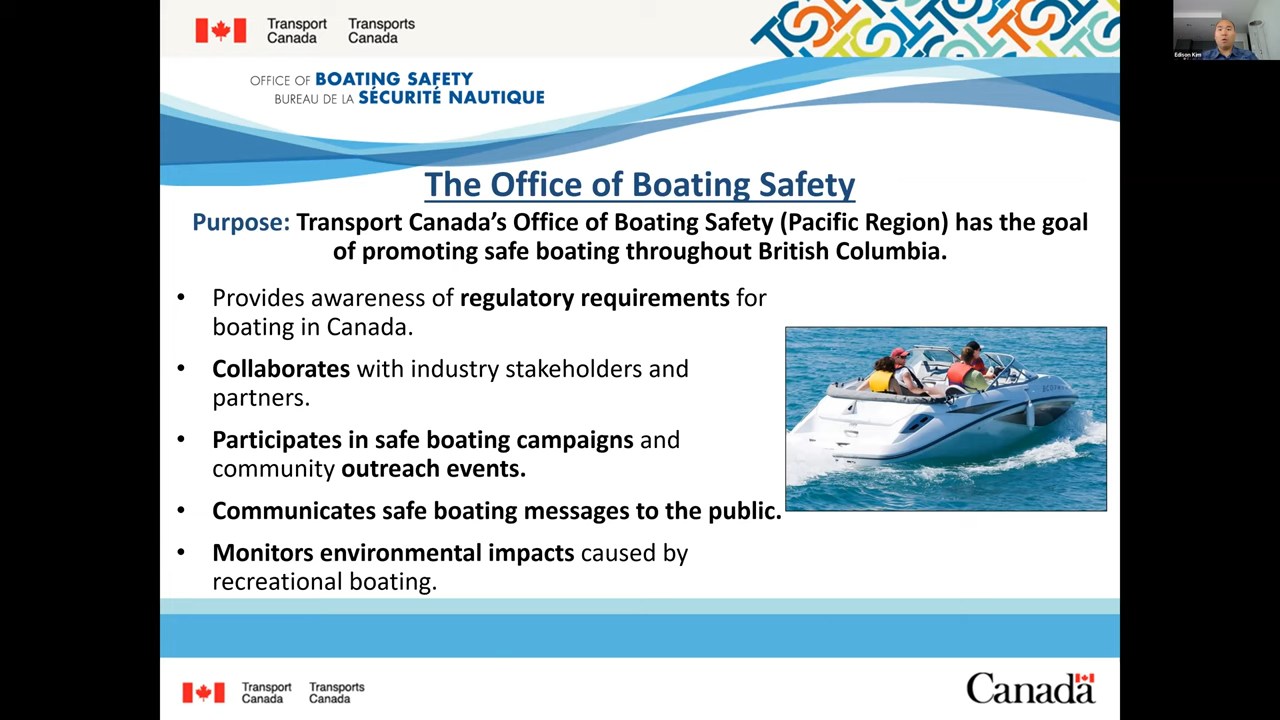 Transport Canada
Transports Canada
Edison Kim
OFFICE OF BOATING SAFETY
BUREAU DE LA SÉCURITÉ NAUTIQUE
The Office of Boating Safety
Purpose: Transport Canada’s Office of Boating Safety (Pacific Region) has the goal
of promoting safe boating throughout British Columbia.
• Provides awareness of regulatory requirements for
boating in Canada.
• Collaborates with industry stakeholders and
partners.
• Participates in safe boating campaigns and
community outreach events.
• Communicates safe boating messages to the public.
• Monitors environmental impacts caused by
recreational boating.
Transport Canada
Transports Canada
Canada